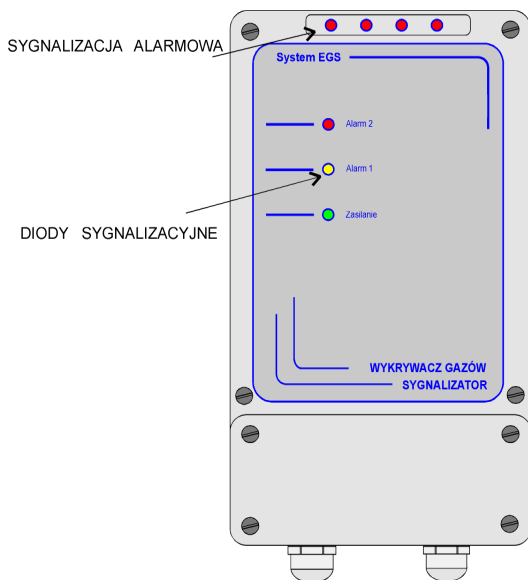 SYGNALIZACJA ALARMOWA
System EGS
Alarm 2
Alarm 1
Zasilanie
DIODY SYGNALIZACYJNE
WYKRYWACZ GAZÓW
SYGNALIZATOR